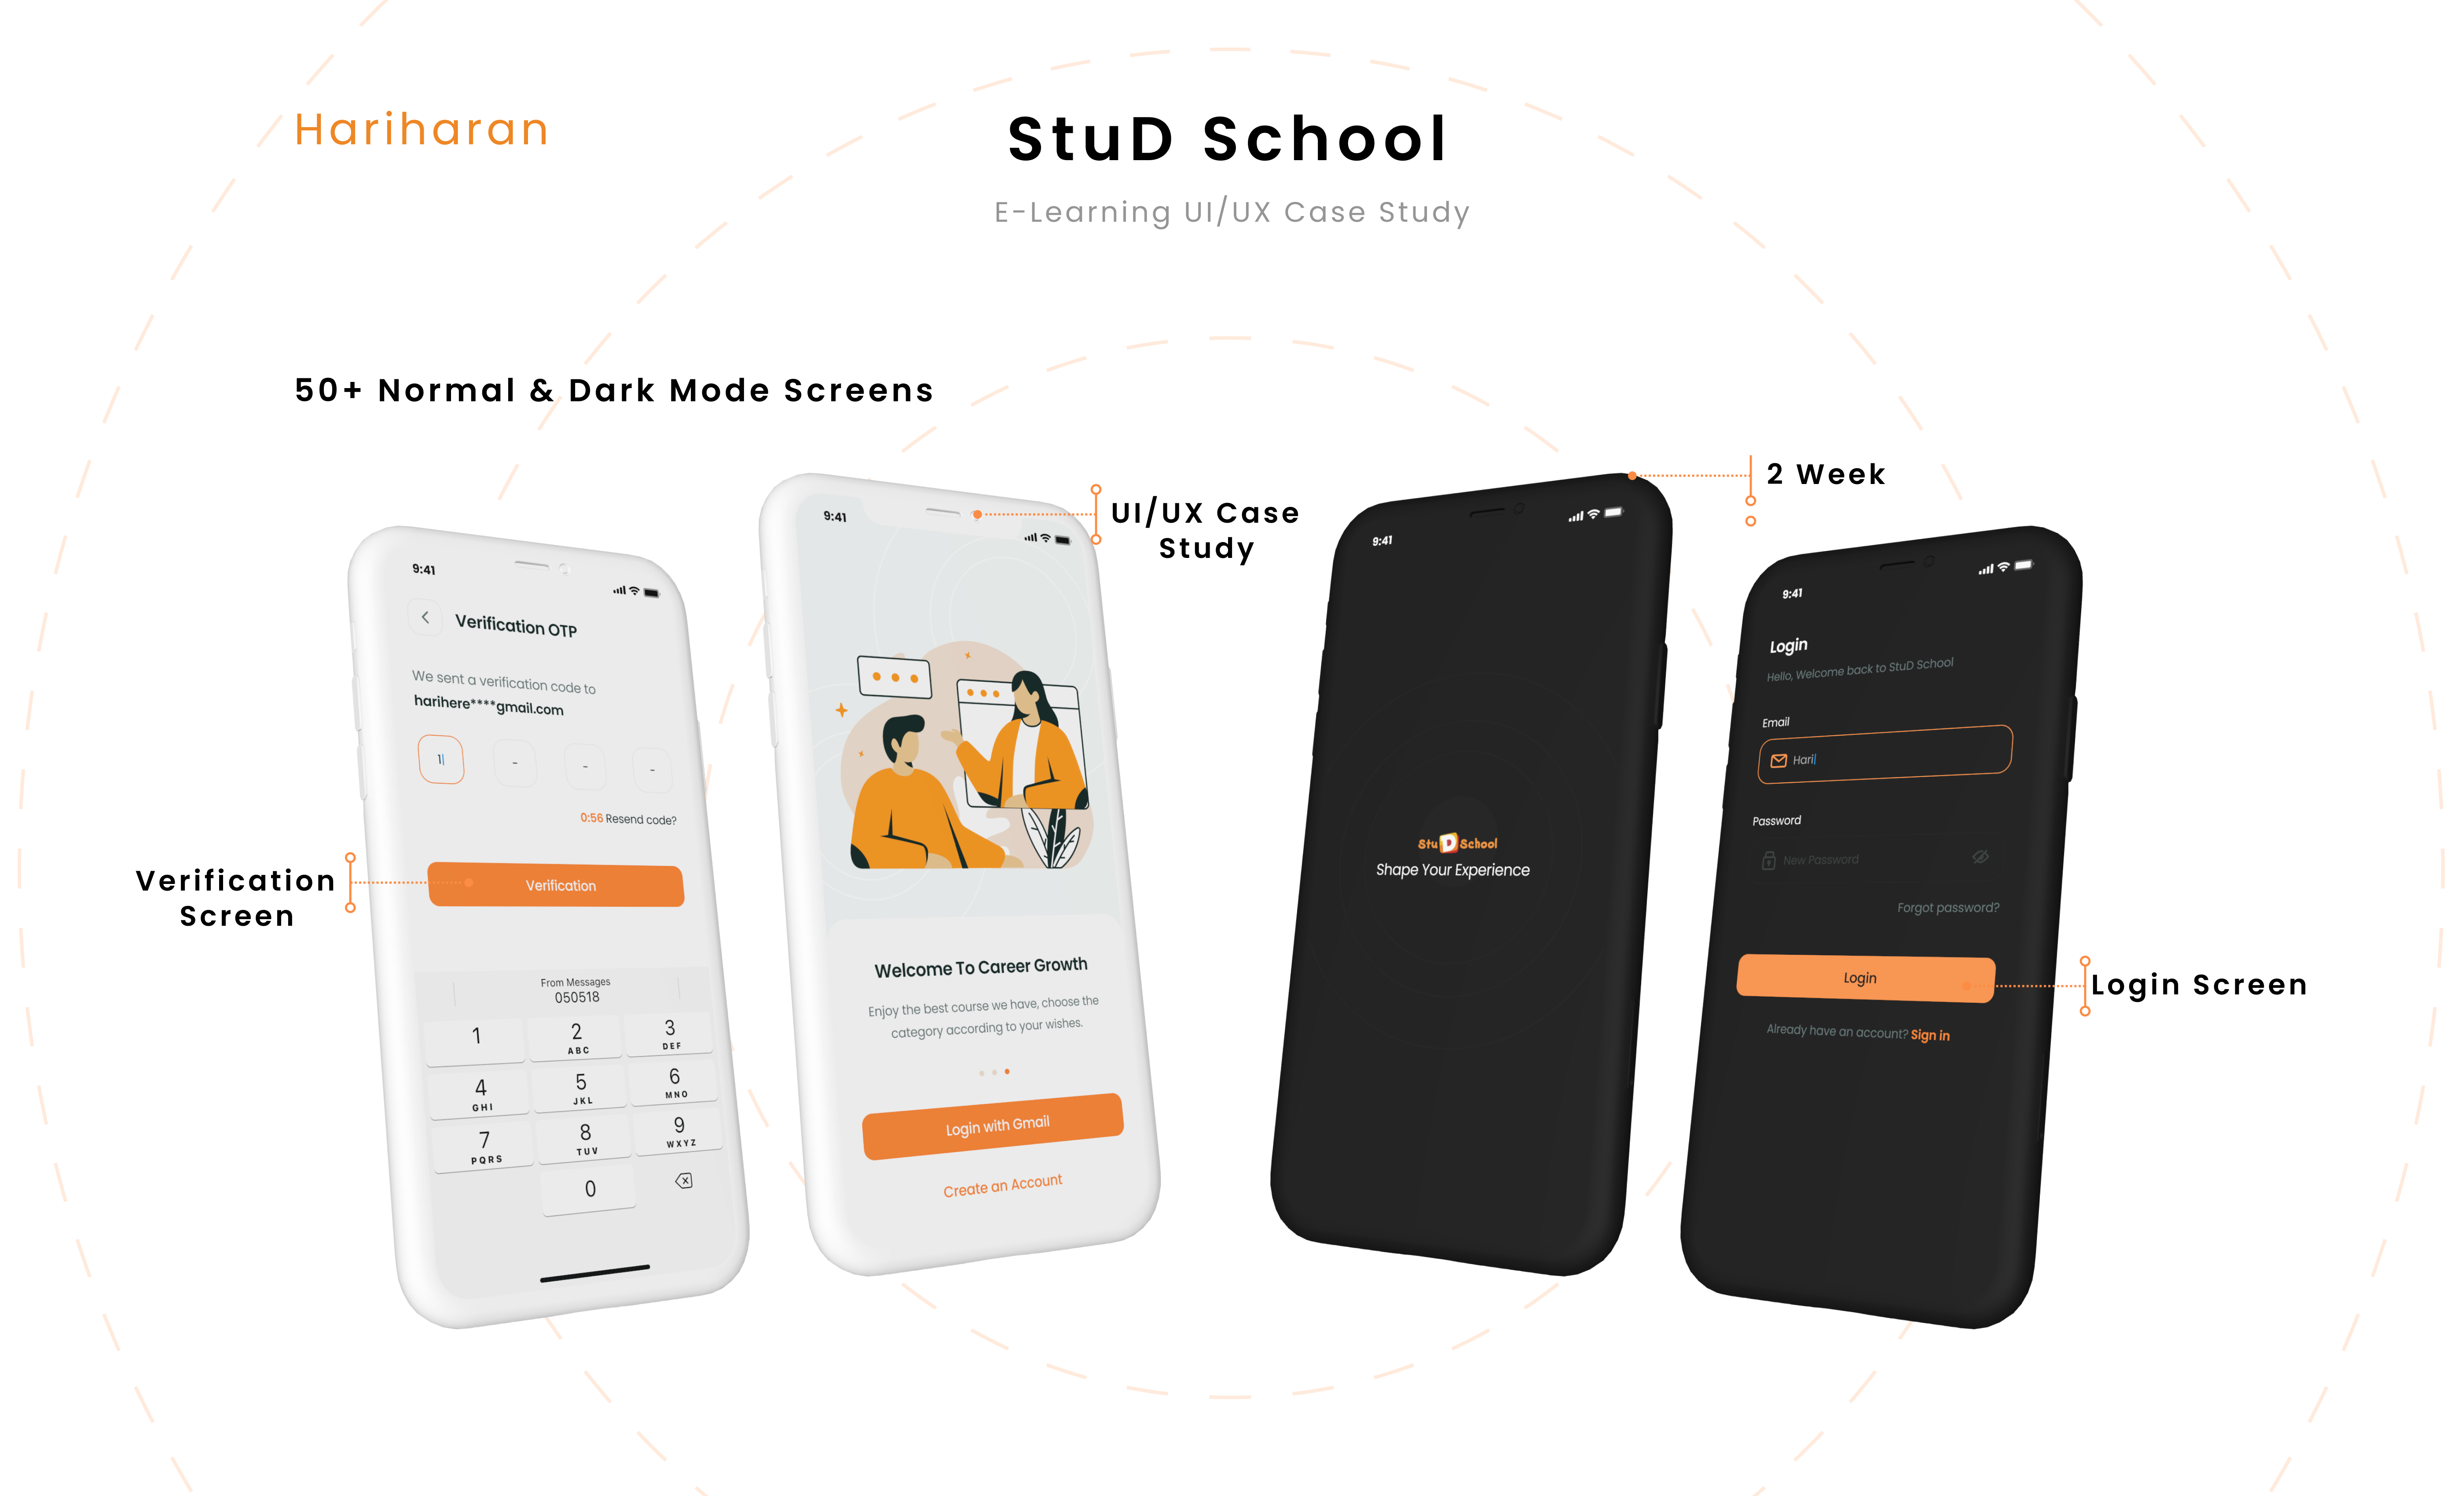 Hariharan
StuD School
E-Learning UI/UX Case Study
50+ Normal & Dark Mode Screens
Verification
Screen
9:41
Verification OTP
We sent a verification code to
harihere****gmail.com
1
-
-
-
0:56 Resend code?
Verification
From Messages
050518
1
2
ABC
3
DEF
4
GHI
5
JKL
6
MNO
7
PQRS
8
TUV
9
WXYZ
0
UI/UX Case
Study
9:41
Welcome To Career Growth
Enjoy the best course we have, choose the
category according to your wishes.
Login with Gmail
Create an Account
2 Week
9:41
StuD School
Shape Your Experience
9:41
Login
Hello, Welcome back to StuD School
Email
Hari
Password
New Password
Forgot password?
Login
Already have an account? Sign in
Login Screen